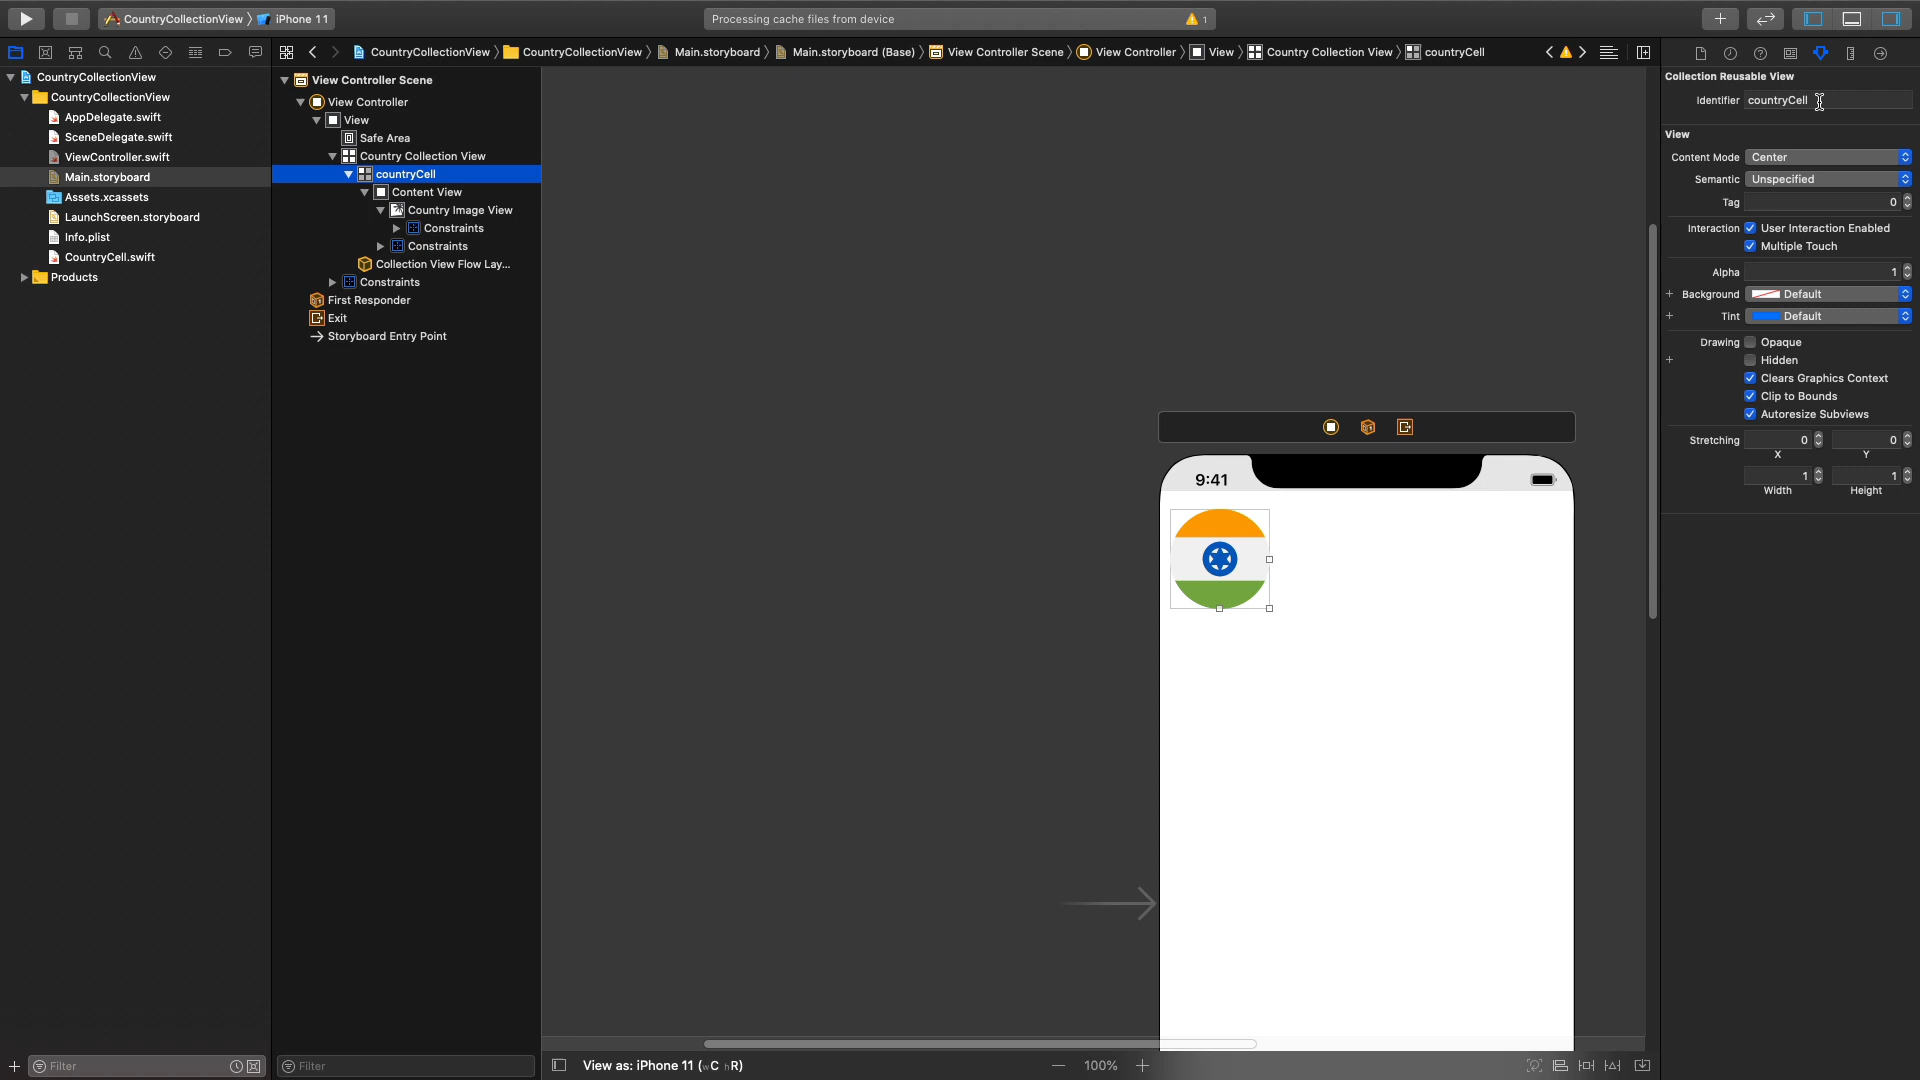 CountryCollectionView 〉 iPhone 11
Processing cache files from device
1
CountryCollectionView 〉 CountryCollectionView 〉 Main.storyboard 〉 Main.storyboard (Base) 〉 View Controller Scene 〉 View Controller 〉 View 〉 Country Collection View 〉 countryCell
CountryCollectionView
CountryCollectionView
AppDelegate.swift
SceneDelegate.swift
ViewController.swift
Main.storyboard
Assets.xcassets
LaunchScreen.storyboard
Info.plist
CountryCell.swift
Products
Filter
View Controller Scene
View Controller
View
Safe Area
Country Collection View
countryCell
Content View
Country Image View
Constraints
Constraints
Collection View Flow Lay...
Constraints
First Responder
Exit
Storyboard Entry Point
Filter
9:41
View as: iPhone 11 (wC hR)
100%
Collection Reusable View
Identifier countryCell
View
Content Mode Center
Semantic Unspecified
Tag 0
Interaction User Interaction Enabled
Multiple Touch
Alpha 1
Background Default
Tint Default
Drawing Opaque
Hidden
Clears Graphics Context
Clip to Bounds
Autoresize Subviews
Stretching 0 0
X Y
1 1
Width Height